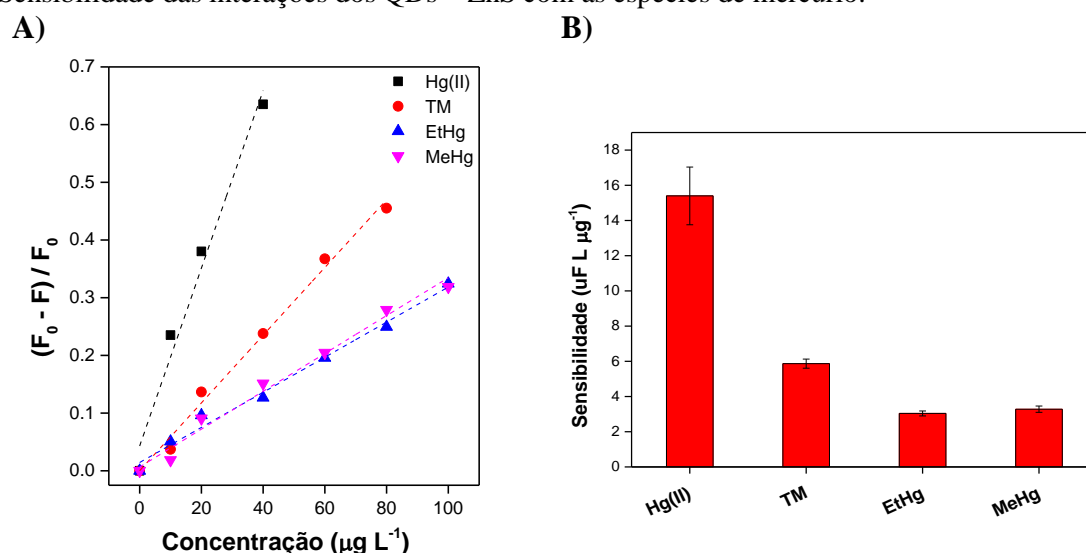 Sensibilidade das interações dos QDs – ZnS com as espécies de mercúrio.
A)
B)
0.7
0.6
0.5
0.4
0.3
0.2
0.1
0.0
(F0 - F) / F0
Hg(II)
TM
EtHg
MeHg
0 20 40 60 80 100
Concentração (µg L-1)
18
16
14
12
10
8
6
4
2
0
Sensibilidade (uF L µg-1)
Hg(II) TM EtHg MeHg